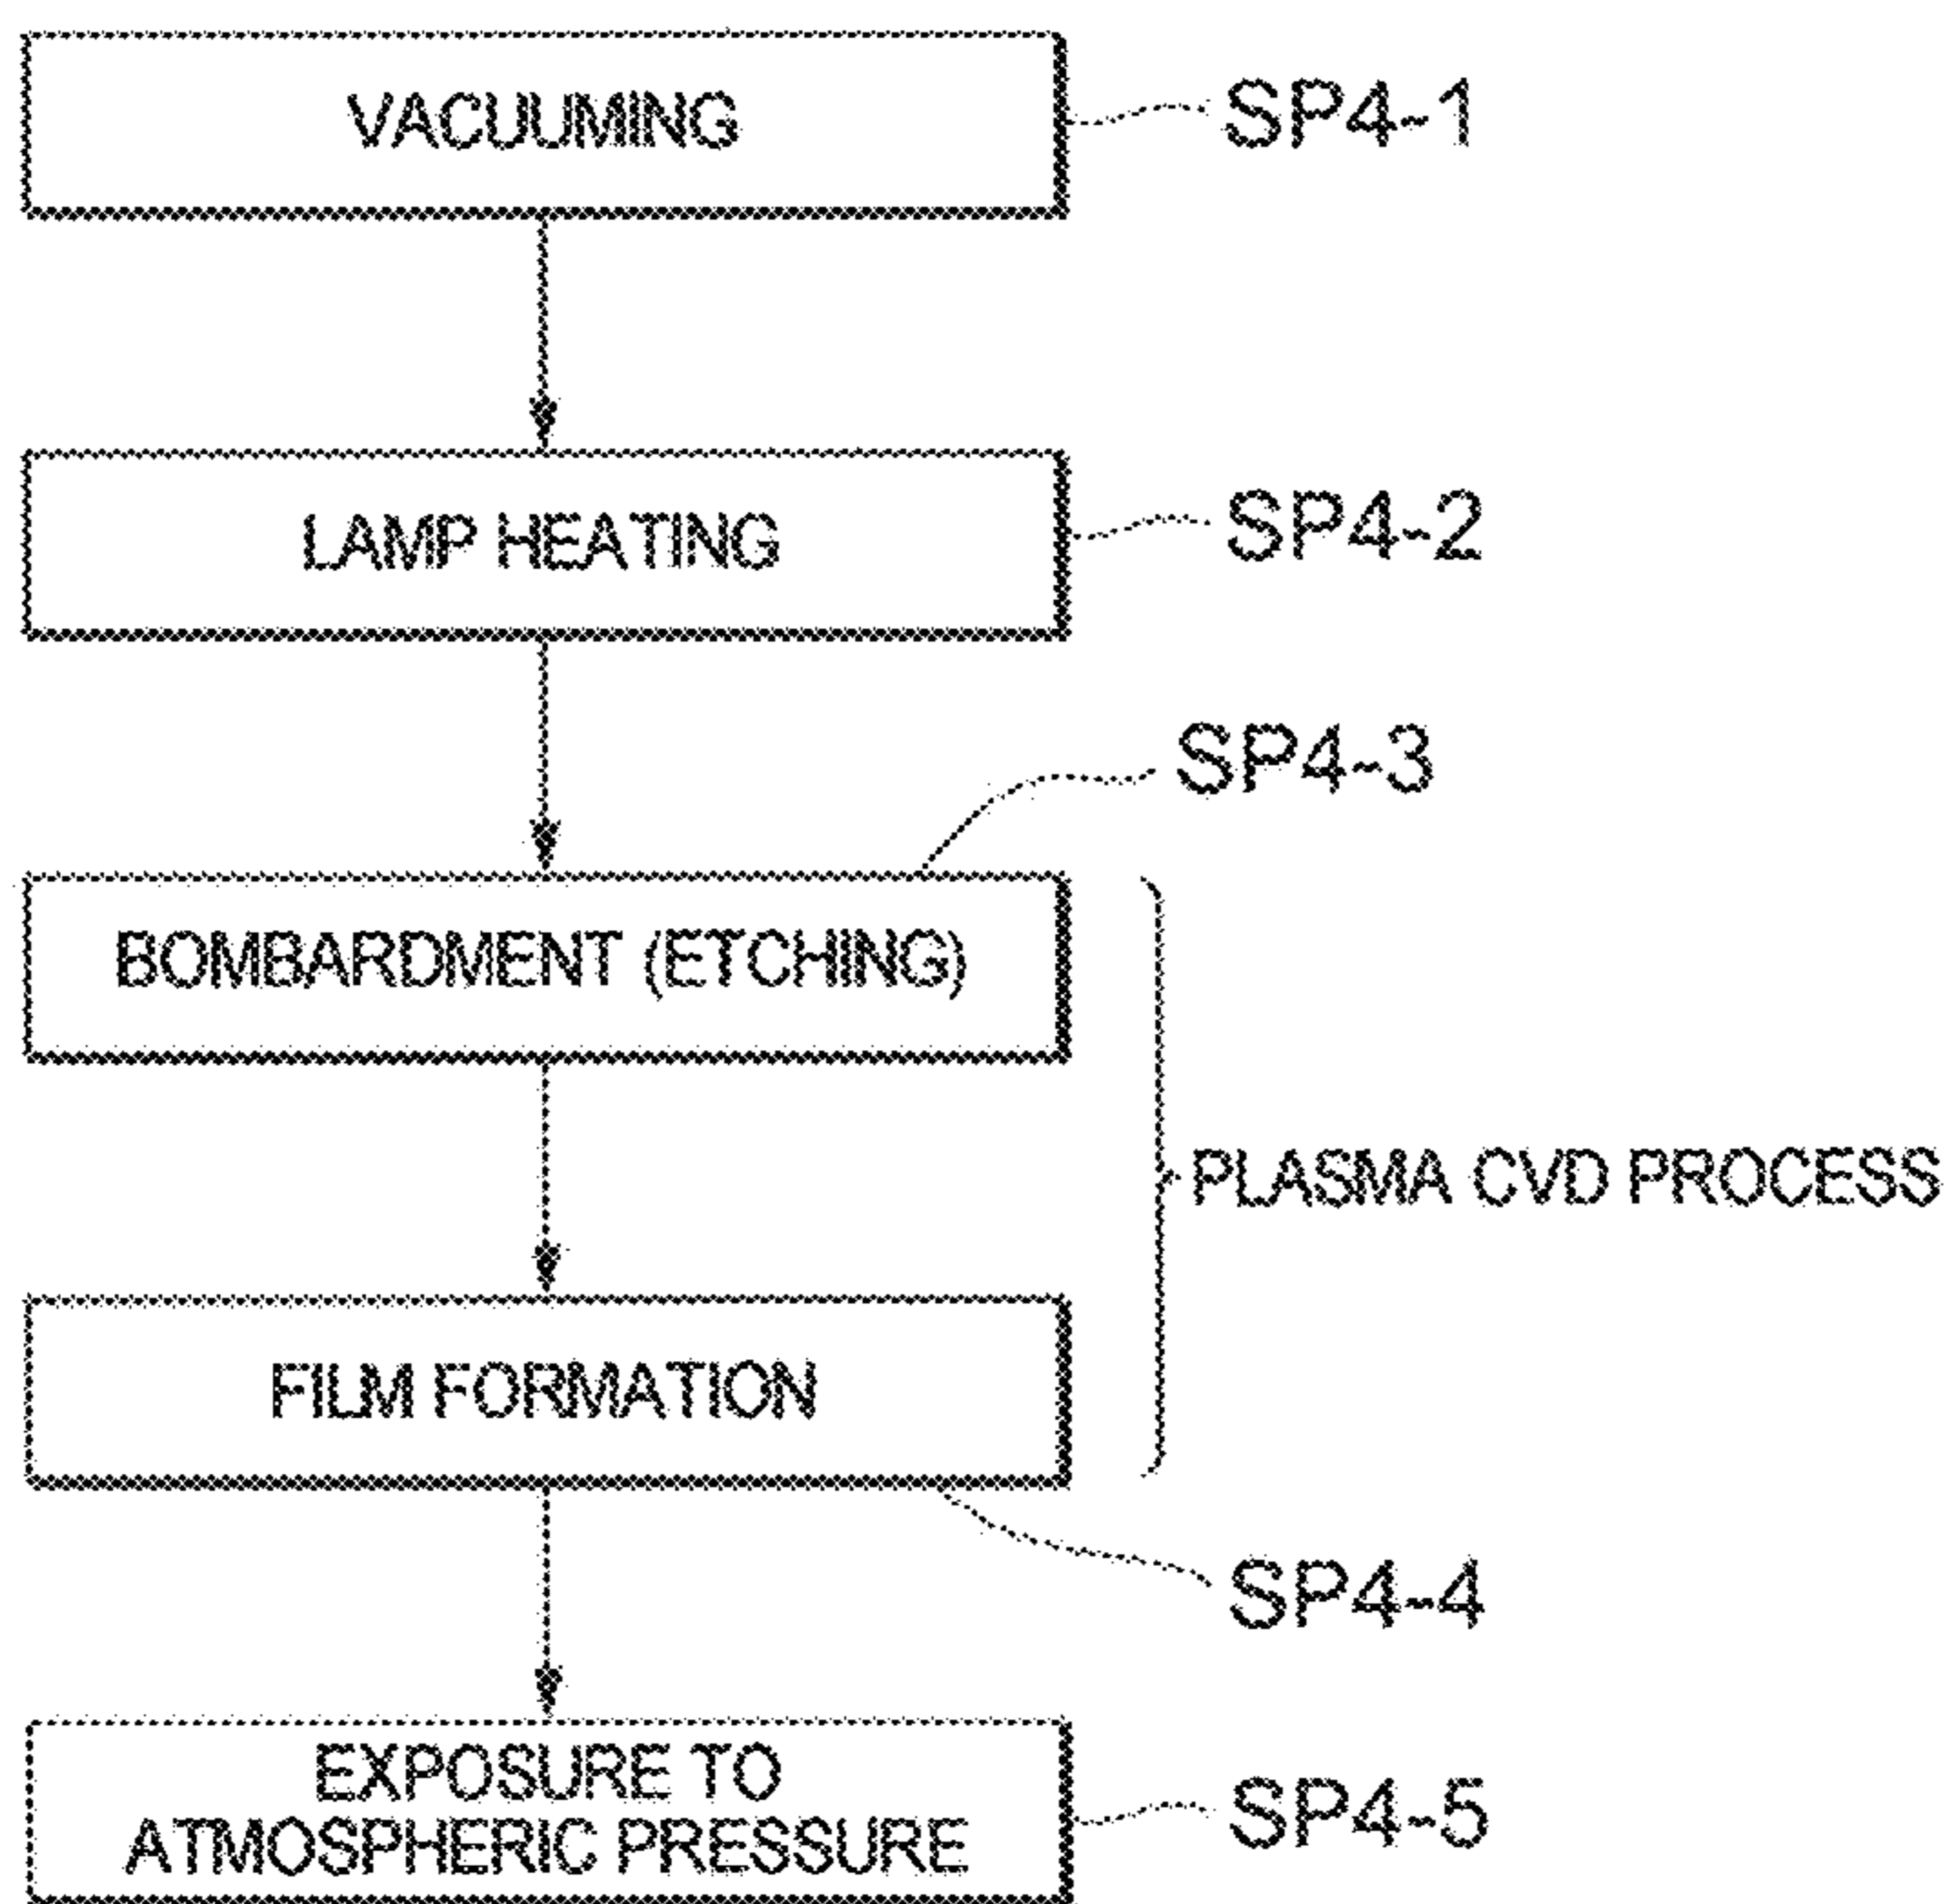 VACUUMING
SP4-1
LAMP HEATING
SP4-2
SP4-3
BOMBARDMENT (ETCHING)
PLASMA CVD PROCESS
FILM FORMATION
SP4-4
EXPOSURE TO
ATMOSPHERIC PRESSURE
SP4-5